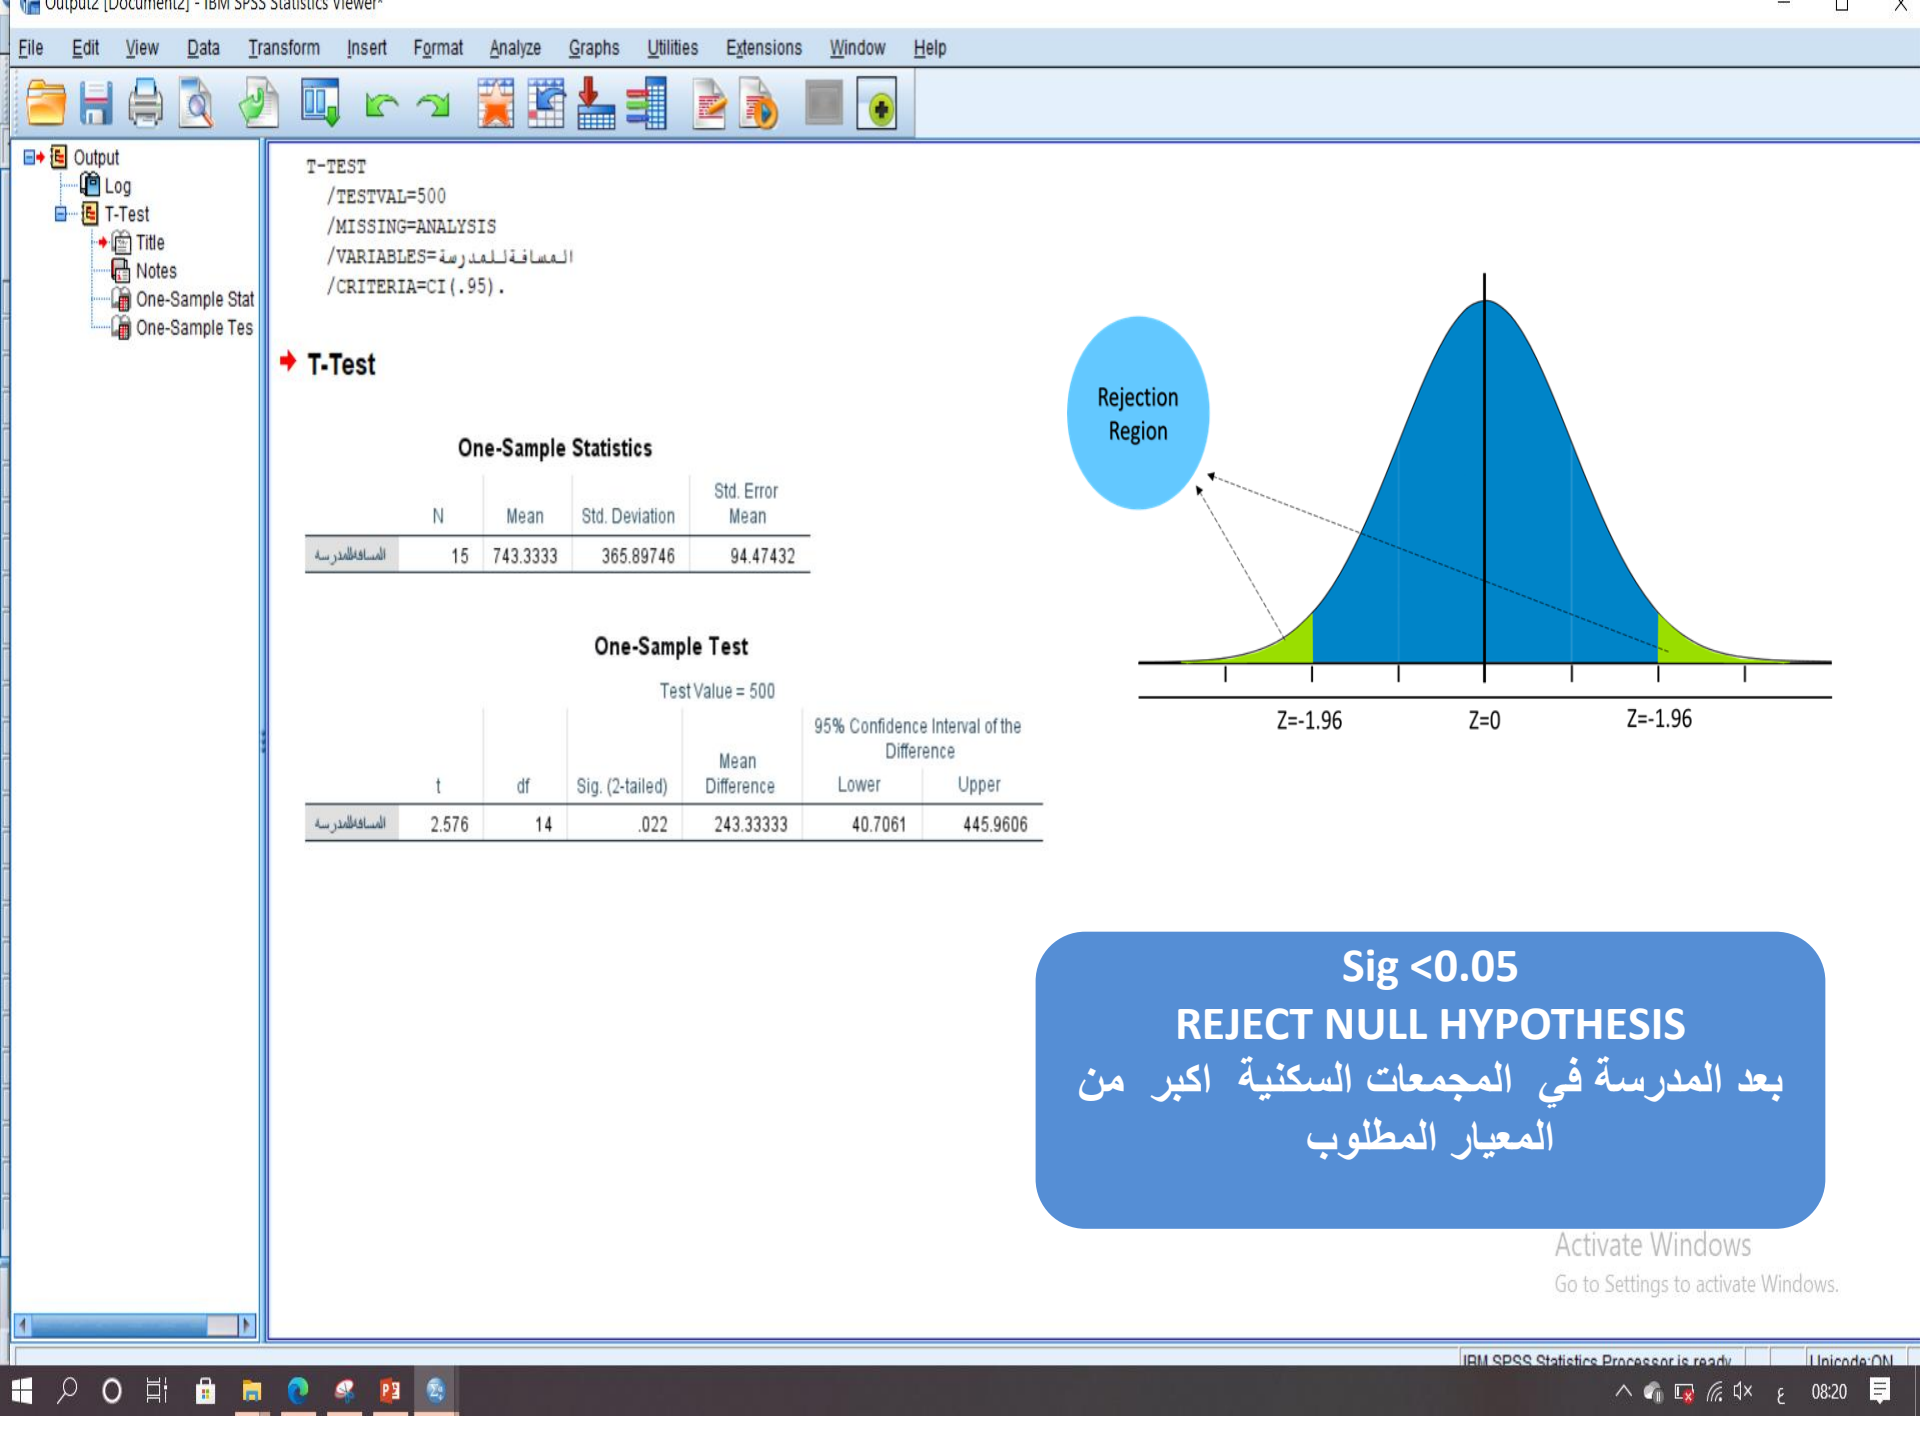 Output2 [Document2] - IBM SPSS Statistics Viewer*
File Edit View Data Transform Insert Format Analyze Graphs Utilities Extensions Window Help
Output
Log
T-Test
Title
Notes
One-Sample Stat
One-Sample Tes
T-TEST
/TESTVAL=500
/MISSING=ANALYSIS
/VARIABLES=المسافةللمدرسة
/CRITERIA=CI(.95).
T-Test
One-Sample Statistics
N Mean Std. Deviation Std. Error Mean
المسافةللمدرسة 15 743.3333 365.89746 94.47432
One-Sample Test
Test Value = 500
t df Sig. (2-tailed) Mean Difference 95% Confidence Interval of the Difference
Lower Upper
المسافةللمدرسة 2.576 14 .022 243.33333 40.7061 445.9606
Rejection
Region
Z=-1.96 Z=0 Z=-1.96
Sig <0.05
REJECT NULL HYPOTHESIS
بعد المدرسة في المجمعات السكنية اكبر من
المعيار المطلوب
Activate Windows
Go to Settings to activate Windows.
IBM SPSS Statistics Processor is ready Unicode:ON
ع 08:20